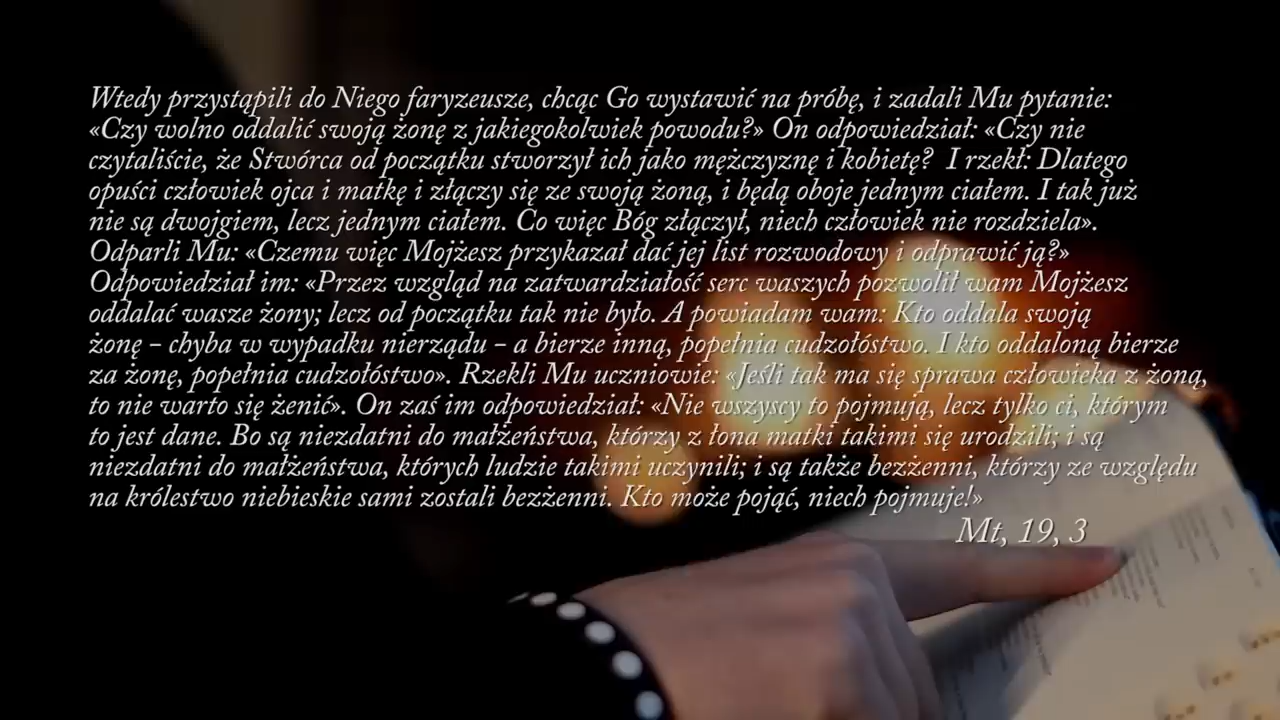 Wtedy przystąpili do Niego faryzeusze, chcąc Go wystawić na próbę, i zadali Mu pytanie:
«Czy wolno oddalić swoją żonę z jakiegokolwiek powodu?» On odpowiedział: «Czy nie
czytaliście, że Stwórca od początku stworzył ich jako mężczyznę i kobietę? I rzekł: Dlatego
opuści człowiek ojca i matkę i złączy się ze swoją żoną, i będą oboje jednym ciałem. I tak już
nie są dwojgiem, lecz jednym ciałem. Co więc Bóg złączył, niech człowiek nie rozdziela».
Odparli Mu: «Czemu więc Mojżesz przykazał dać jej list rozwodowy i odprawić ją?»
Odpowiedział im: «Przez wzgląd na zatwardziałość serc waszych pozwolił wam Mojżesz
oddalać wasze żony; lecz od początku tak nie było. A powiadam wam: Kto oddala swoją
żonę – chyba w wypadku nierządu – a bierze inną, popełnia cudzołóstwo. I kto oddaloną bierze
za żonę, popełnia cudzołóstwo». Rzekli Mu uczniowie: «Jeśli tak ma się sprawa człowieka z żoną,
to nie warto się żenić». On zaś im odpowiedział: «Nie wszyscy to pojmują, lecz tylko ci, którym
to jest dane. Bo są niezdatni do małżeństwa, którzy z łona matki takimi się urodzili; i są
niezdatni do małżeństwa, których ludzie takimi uczynili; i są także bezżenni, którzy ze względu
na królestwo niebieskie sami zostali bezżenni. Kto może pojąć, niech pojmuje!»
Mt, 19, 3